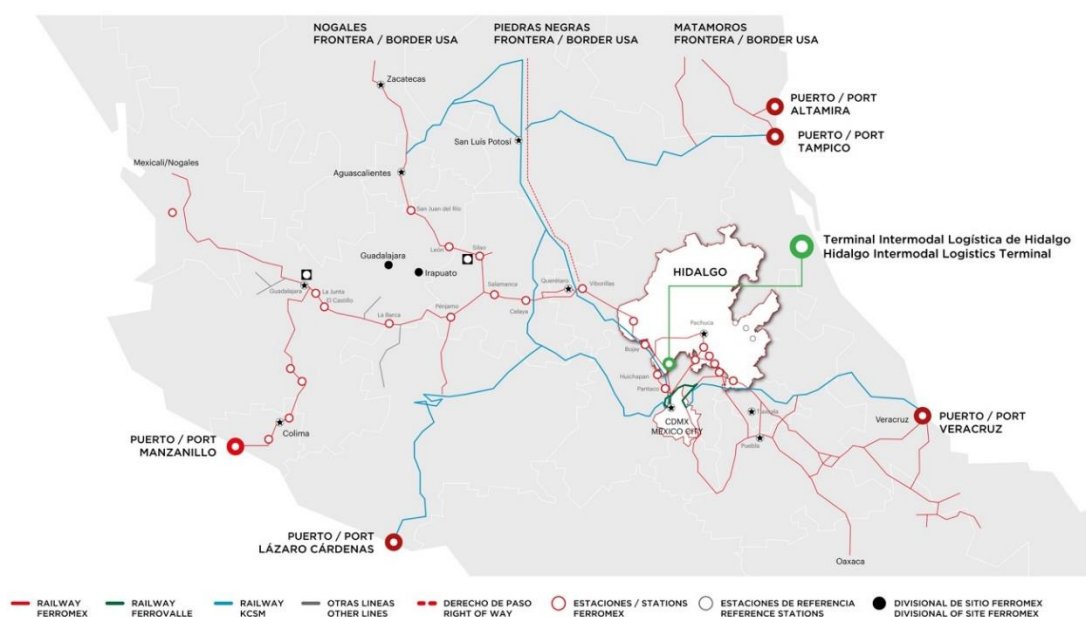 NOGALES
FRONTERA / BORDER USA
PIEDRAS NEGRAS
FRONTERA / BORDER USA
MATAMOROS
FRONTERA / BORDER USA
Zacatecas
PUERTO / PORT
ALTAMIRA
San Luís Potosí
PUERTO / PORT
TAMPICO
Mexicali/Nogales
Aguascalientes
San Juan del Río
Terminal Intermodal Logística de Hidalgo
Hidalgo Intermodal Logistics Terminal
León
Silao
Guadalajara
Irapuato
HIDALGO
Guadalajara
La Junta
El Castillo
Salamanca
Querétaro
Viborillas
La Barca
Pénjamo
Celaya
Pachuca
Rojay
Huichapan
Pantaco
CDMX
MEXICO CITY
Puebla
Veracruz
PUERTO / PORT
VERACRUZ
Colima
PUERTO / PORT
MANZANILLO
PUERTO / PORT
LÁZARO CÁRDENAS
Oaxaca
RAILWAY
FERROMEX
RAILWAY
FERROVALLE
RAILWAY
KCSM
OTRAS LINEAS
OTHER LINES
DERECHO DE PASO
RIGHT OF WAY
ESTACIONES / STATIONS
FERROMEX
ESTACIONES DE REFERENCIA
REFERENCE STATIONS
DIVISIONAL DE SITIO FERROMEX
DIVISIONAL OF SITE FERROMEX